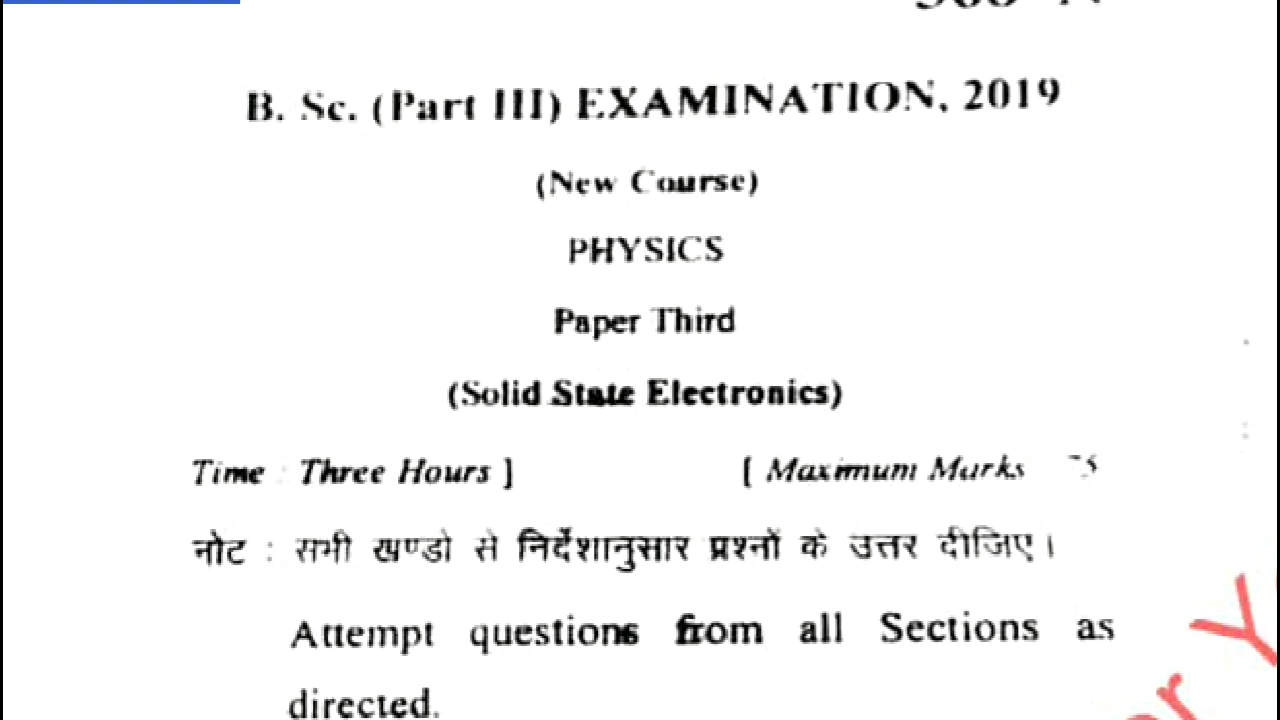 B. Sc. (Part III) EXAMINATION, 2019
(New Course)
PHYSICS
Paper Third
(Solid State Electronics)
Time : Three Hours ] [ Maximum Marks 75
नोट : सभी खण्डो से निर्देशानुसार प्रश्नों के उत्तर दीजिए।
Attempt questions from all Sections as
directed.